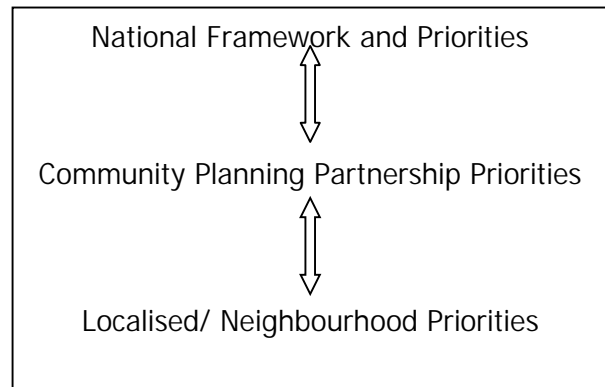 National Framework and Priorities
Community Planning Partnership Priorities
Localised/ Neighbourhood Priorities